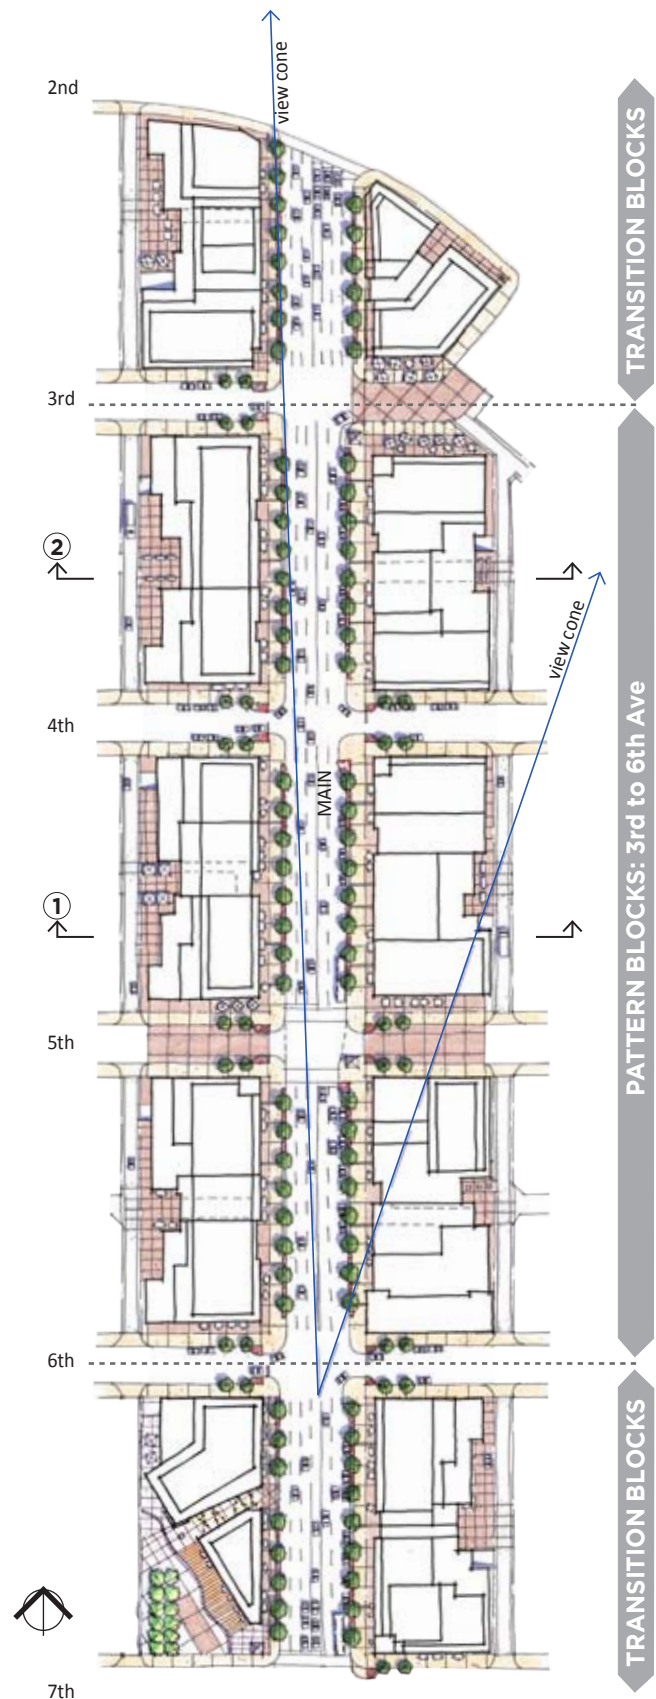 view cone
2nd
TRANSITION BLOCKS
3rd
2
view cone
4th
MAIN
PATTERN BLOCKS: 3rd to 6th Ave
1
5th
6th
TRANSITION BLOCKS
7th